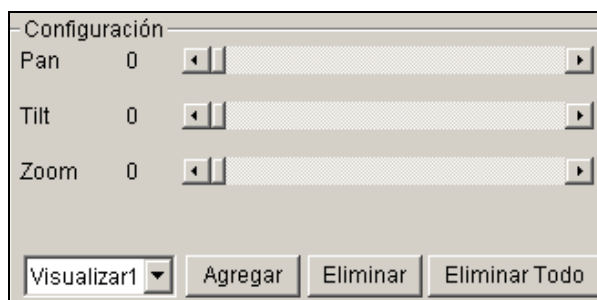 Configuración
Pan 0
Tilt 0
Zoom 0
Visualizar1 Agregar Eliminar Eliminar Todo